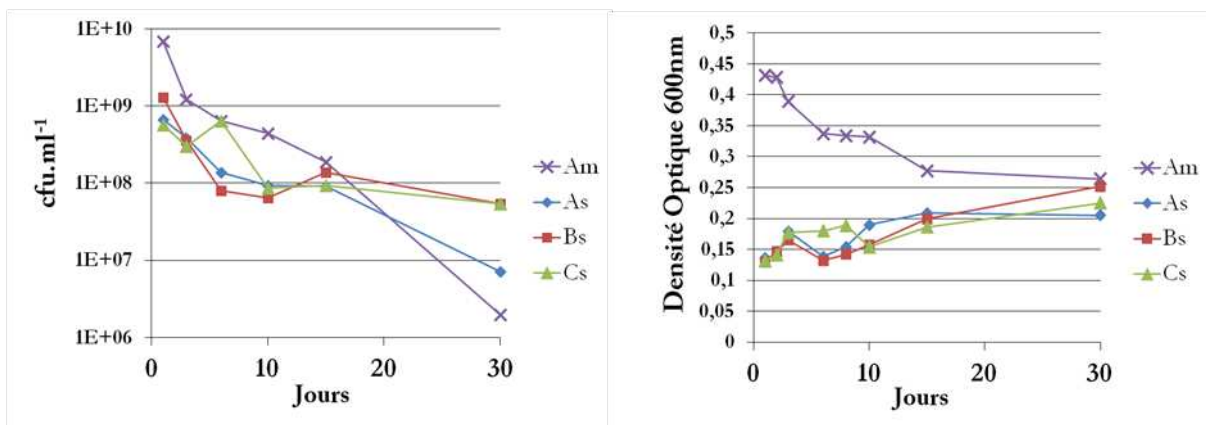 1E+10
1E+09
1E+08
1E+07
1E+06
cfu.ml-1
0
10
20
30
Jours
Am
As
Bs
Cs
0,5
0,45
0,4
0,35
0,3
0,25
0,2
0,15
0,1
0,05
0
Densité Optique 600nm
0
10
20
30
Jours
Am
As
Bs
Cs